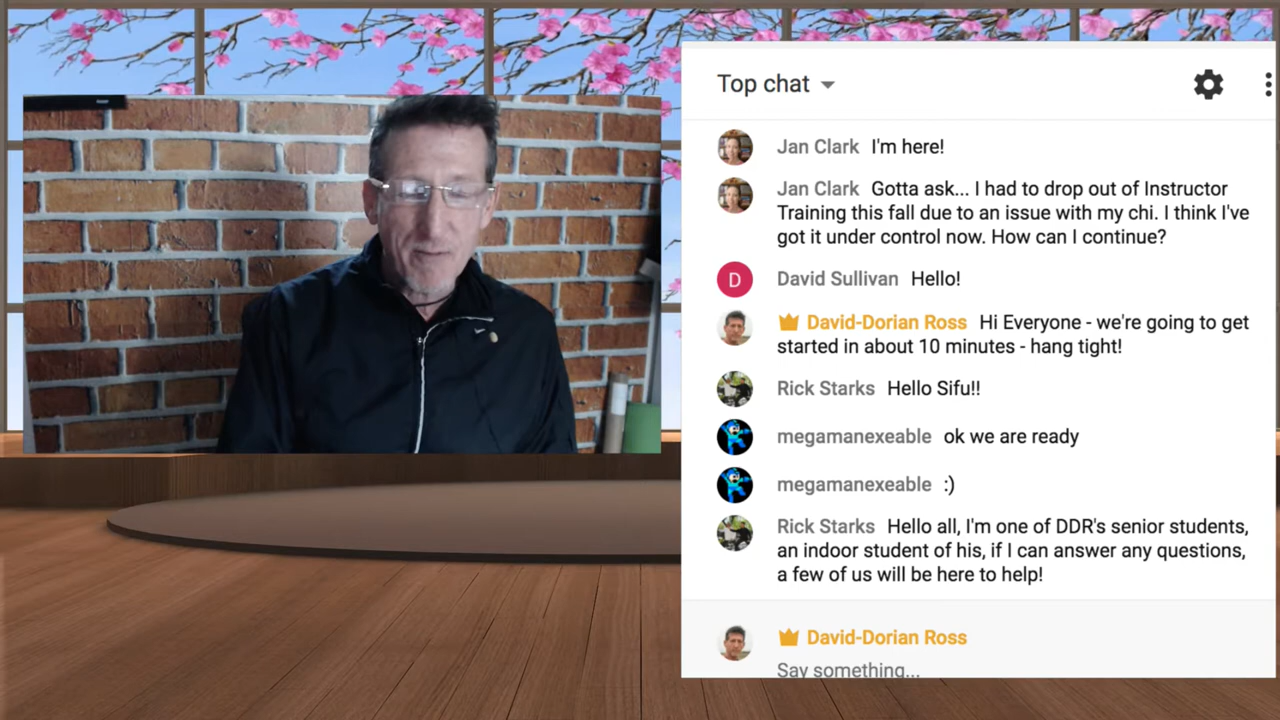 Top chat
Jan Clark I'm here!
Jan Clark Gotta ask... I had to drop out of Instructor
Training this fall due to an issue with my chi. I think I've
got it under control now. How can I continue?
D
David Sullivan Hello!
David-Dorian Ross Hi Everyone - we're going to get
started in about 10 minutes - hang tight!
Rick Starks Hello Sifu!!
megamanexeable ok we are ready
megamanexeable :)
Rick Starks Hello all, I'm one of DDR's senior students,
an indoor student of his, if I can answer any questions,
a few of us will be here to help!
David-Dorian Ross
Say something...